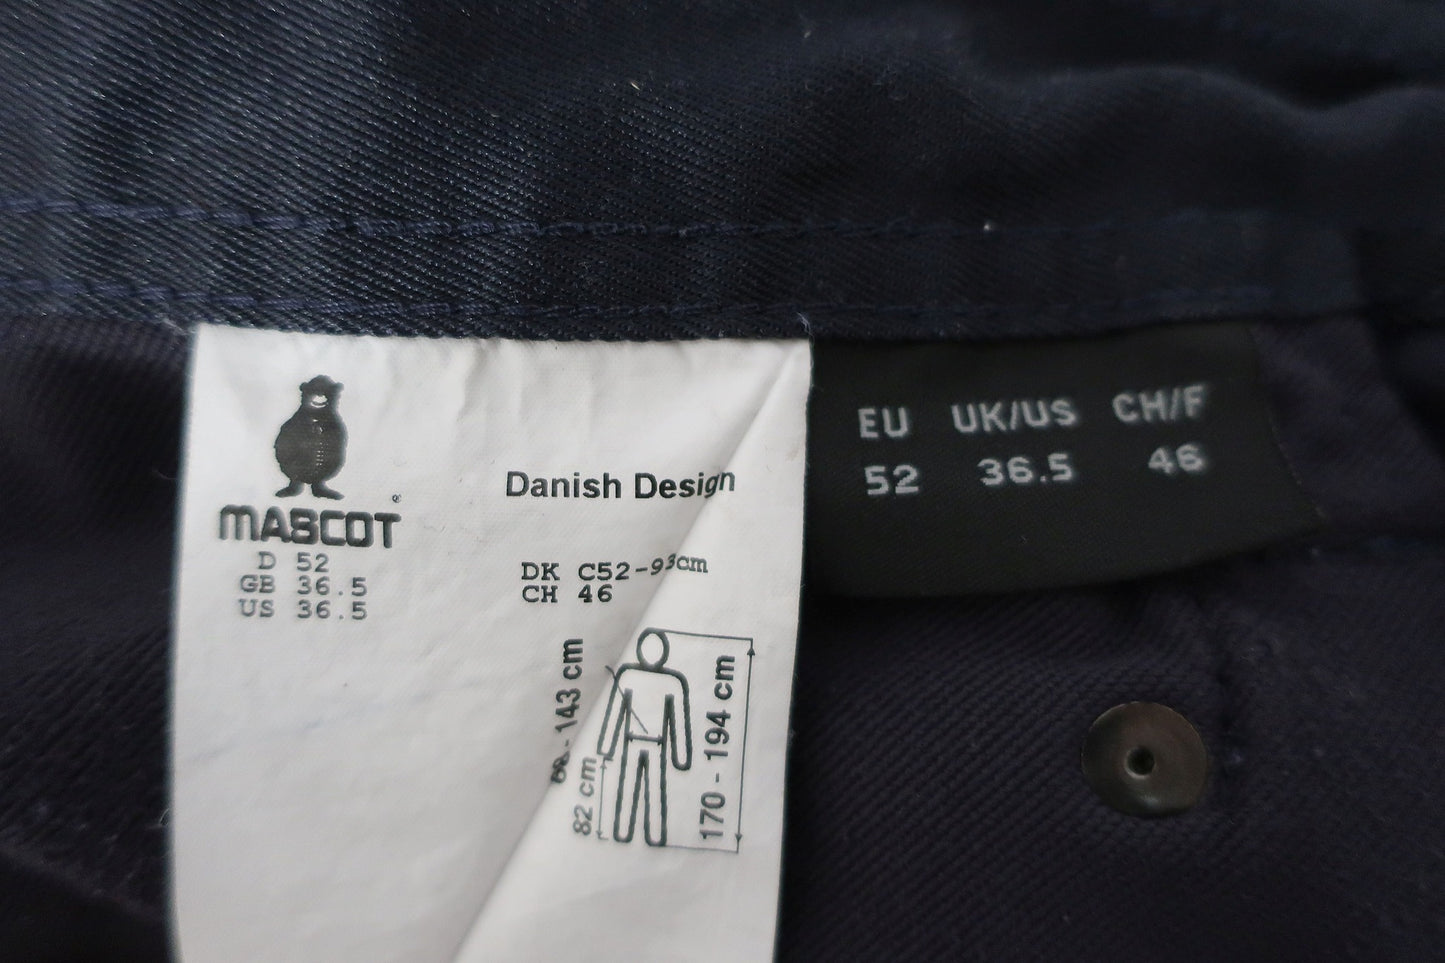 MASCOT ®
Danish Design
D 52
GB 36.5
US 36.5
DK C52-93cm
CH 46
143 cm
82 cm
170 - 194 cm
EU UK/US CH/F
52 36.5 46